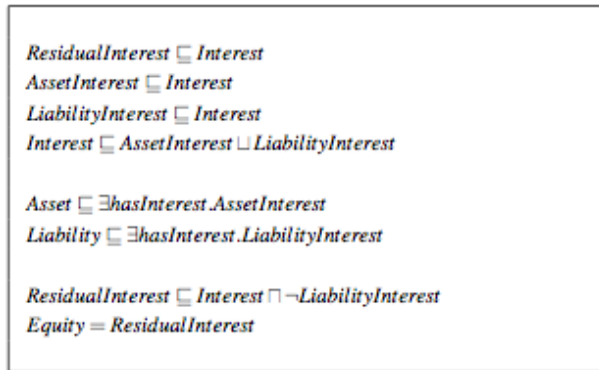 ResidualInterest ⊑ Interest
AssetInterest ⊑ Interest
LiabilityInterest ⊑ Interest
Interest ⊑ AssetInterest ⊔ LiabilityInterest
Asset ⊑ ∃hasInterest.AssetInterest
Liability ⊑ ∃hasInterest.LiabilityInterest
ResidualInterest ⊑ Interest ⊓ ¬LiabilityInterest
Equity = ResidualInterest